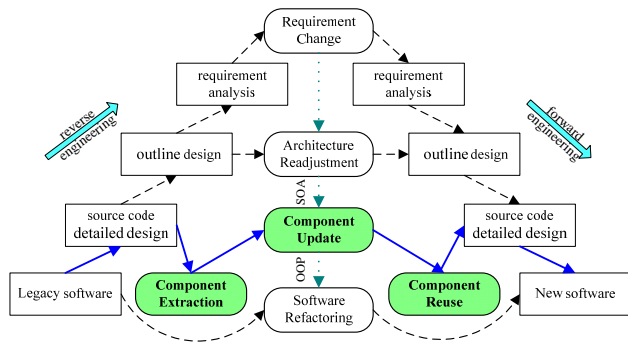 Requirement
Change
requirement
analysis
requirement
analysis
reverse
engineering
forward
engineering
outline design
Architecture
Readjustment
outline design
SOA
source code
detailed design
Component
Update
source code
detailed design
OOP
Legacy software
Component
Extraction
Software
Refactoring
Component
Reuse
New software